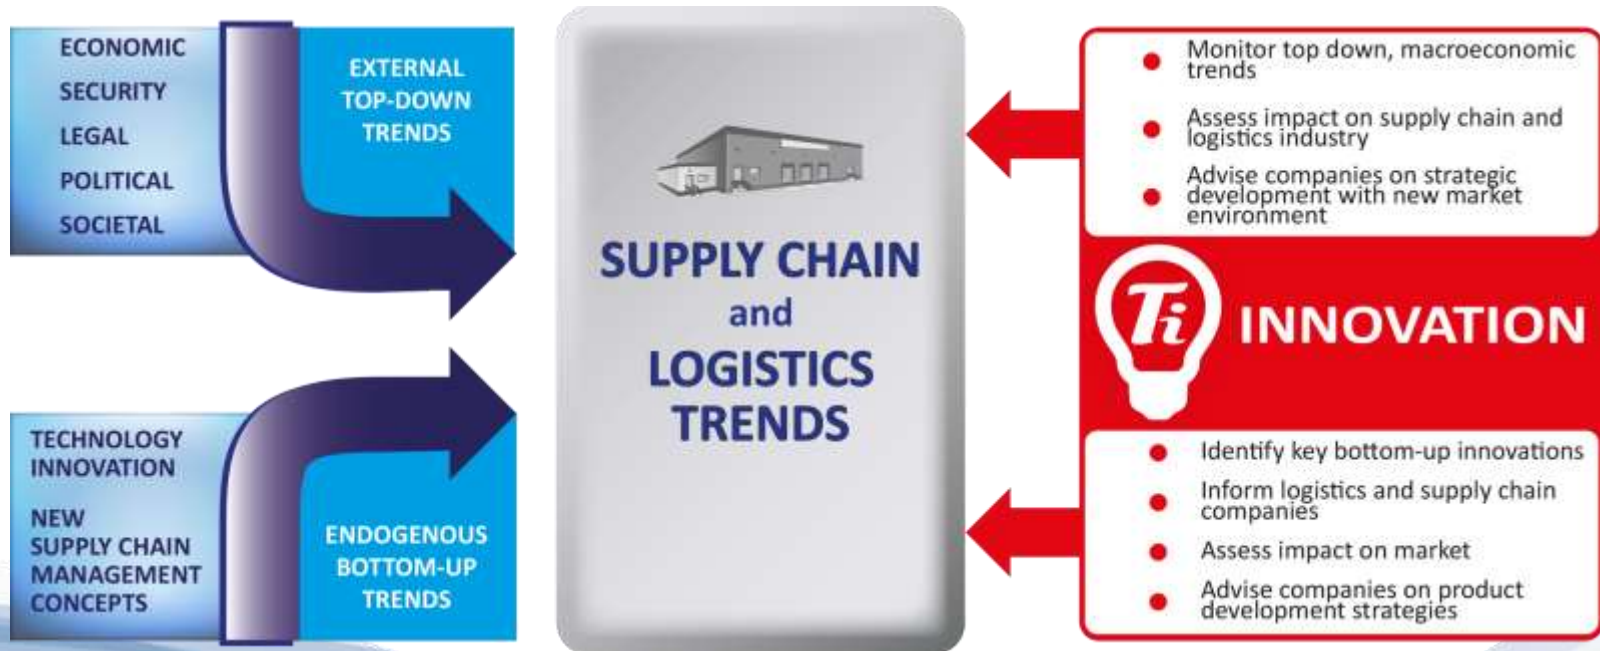 ECONOMIC
SECURITY
LEGAL
POLITICAL
SOCIETAL
EXTERNAL
TOP-DOWN
TRENDS
TECHNOLOGY
INNOVATION
NEW
SUPPLY CHAIN
MANAGEMENT
CONCEPTS
ENDOGENOUS
BOTTOM-UP
TRENDS
SUPPLY CHAIN
and
LOGISTICS
TRENDS
Monitor top down, macroeconomic
trends
Assess impact on supply chain and
logistics industry
Advise companies on strategic
development with new market
environment
Ti INNOVATION
Identify key bottom-up innovations
Inform logistics and supply chain
companies
Assess impact on market
Advise companies on product
development strategies